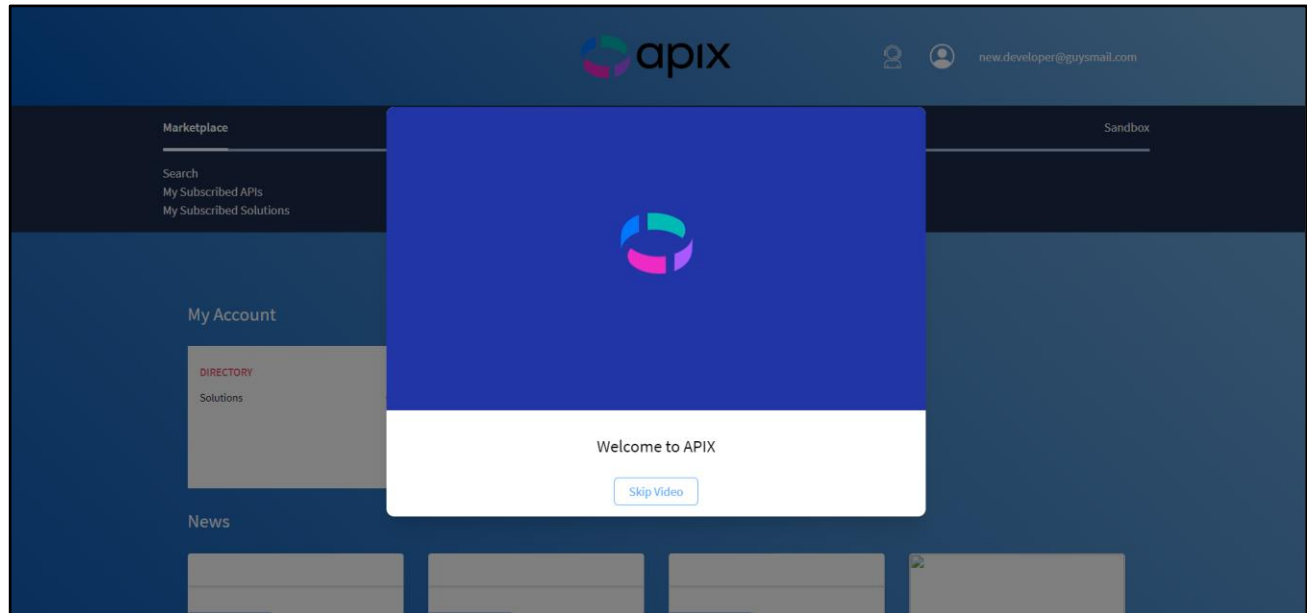 apıx
new.developer@guysmail.com
Marketplace
Sandbox
Search
My Subscribed APIs
My Subscribed Solutions
My Account
DIRECTORY
Solutions
Welcome to APIX
Skip Video
News